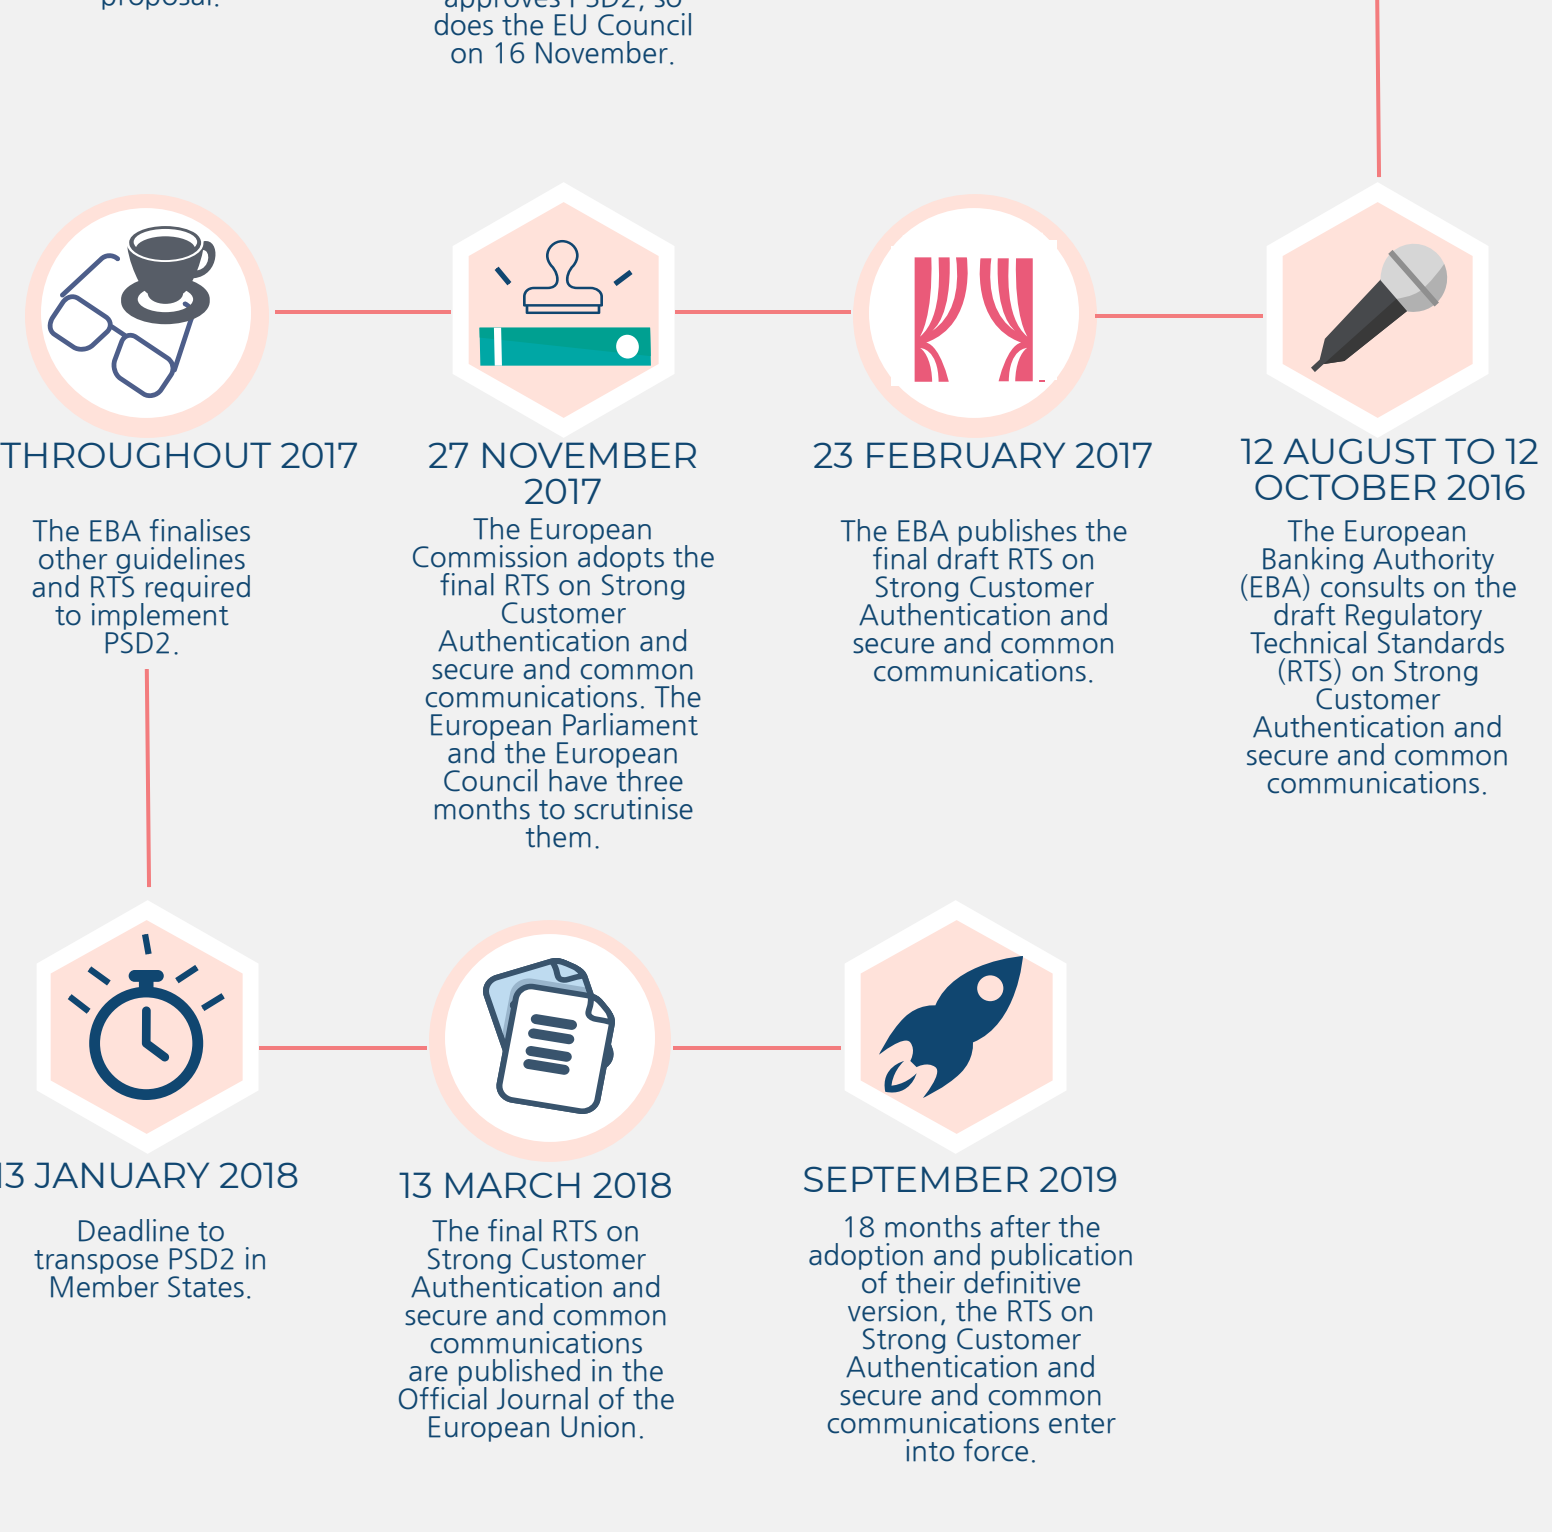 proposal.
approves PSD2, so
does the EU Council
on 16 November.
THROUGHOUT 2017
The EBA finalises
other guidelines
and RTS required
to implement
PSD2.
27 NOVEMBER
2017
The European
Commission adopts the
final RTS on Strong
Customer
Authentication and
secure and common
communications. The
European Parliament
and the European
Council have three
months to scrutinise
them.
23 FEBRUARY 2017
The EBA publishes the
final draft RTS on
Strong Customer
Authentication and
secure and common
communications.
12 AUGUST TO 12
OCTOBER 2016
The European
Banking Authority
(EBA) consults on the
draft Regulatory
Technical Standards
(RTS) on Strong
Customer
Authentication and
secure and common
communications.
13 JANUARY 2018
Deadline to
transpose PSD2 in
Member States.
13 MARCH 2018
The final RTS on
Strong Customer
Authentication and
secure and common
communications
are published in the
Official Journal of the
European Union.
SEPTEMBER 2019
18 months after the
adoption and publication
of their definitive
version, the RTS on
Strong Customer
Authentication and
secure and common
communications enter
into force.